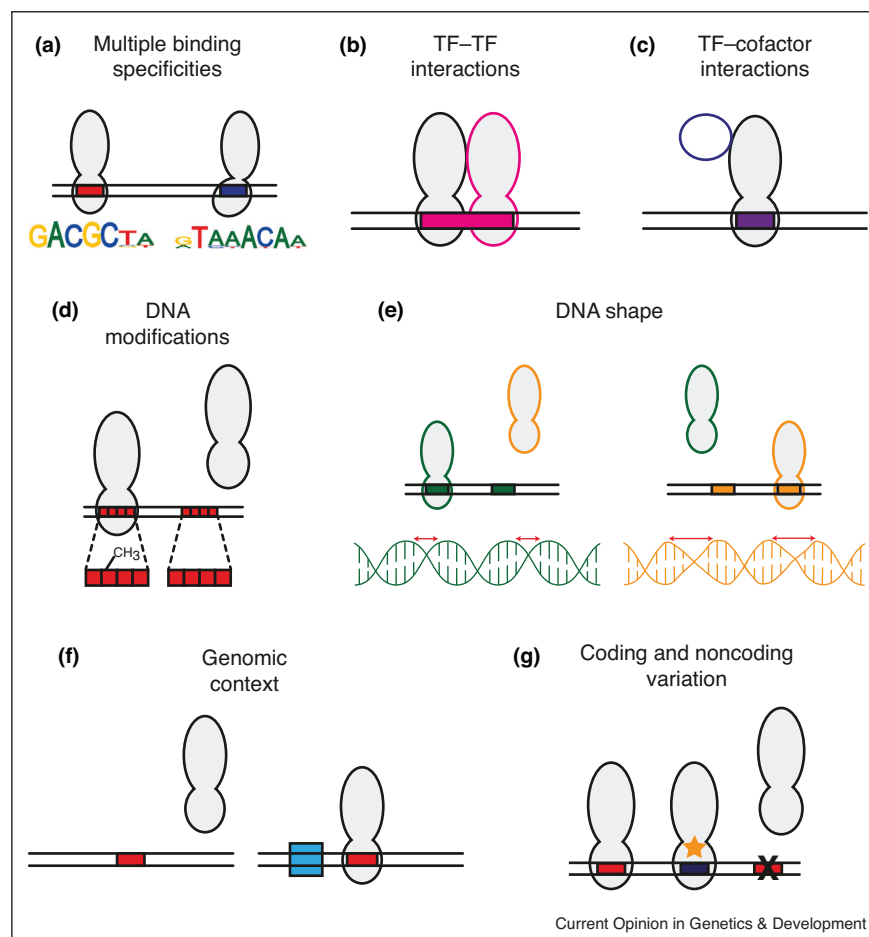 (a) Multiple binding
specificities
(b) TF–TF
interactions
(c) TF–cofactor
interactions
GACGCTA GTAAACAA
(d) DNA
modifications
CH3
(e) DNA shape
(f) Genomic
context
(g) Coding and noncoding
variation
X
Current Opinion in Genetics & Development